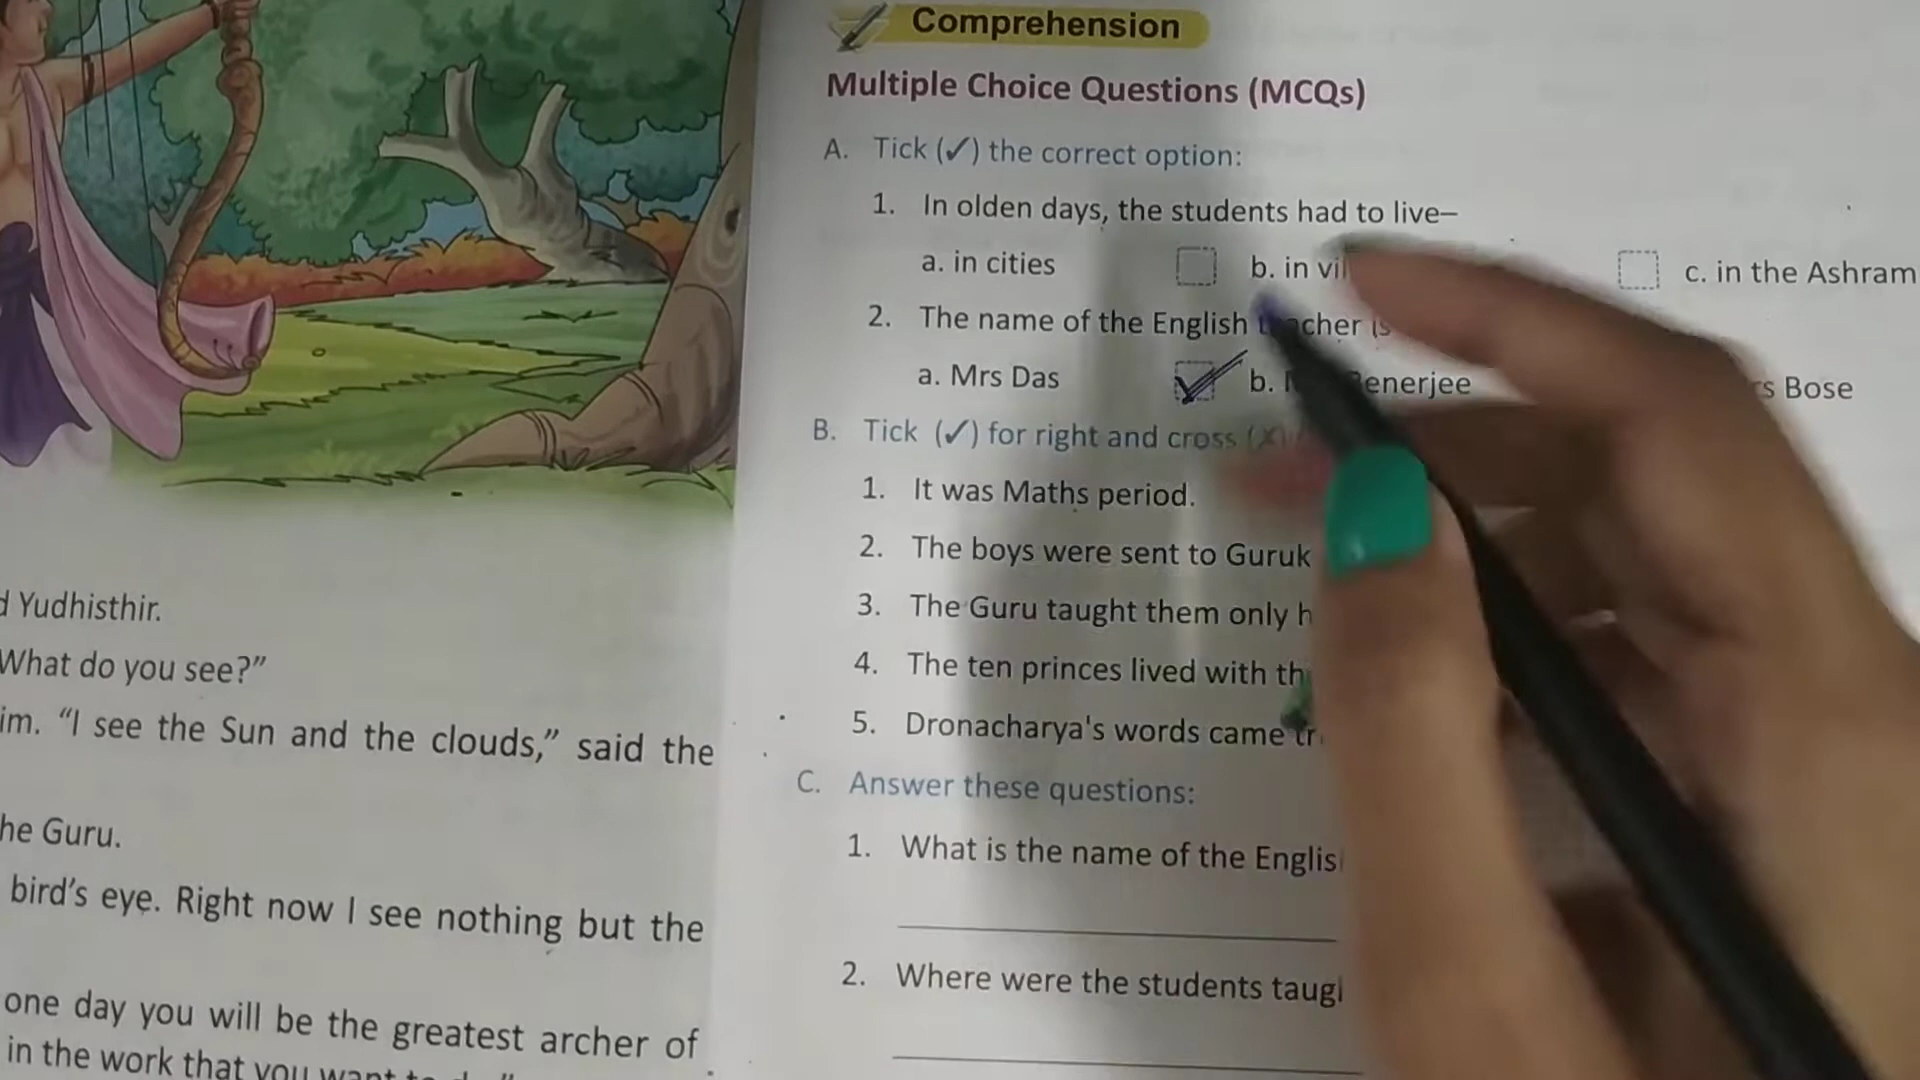 d Yudhisthir.
What do you see?”
im. “I see the Sun and the clouds,” said the
he Guru.
bird’s eye. Right now I see nothing but the
one day you will be the greatest archer of
in the work that you want to
Comprehension
Multiple Choice Questions (MCQs)
A. Tick (✓) the correct option:
1. In olden days, the students had to live–
a. in cities b. in vil c. in the Ashram
2. The name of the English teacher is
a. Mrs Das ✓ b. Benerjee s Bose
B. Tick (✓) for right and cross (X)
1. It was Maths period.
2. The boys were sent to Guruk
3. The Guru taught them only h
4. The ten princes lived with th
5. Dronacharya's words came tr
C. Answer these questions:
1. What is the name of the Englis
2. Where were the students taug